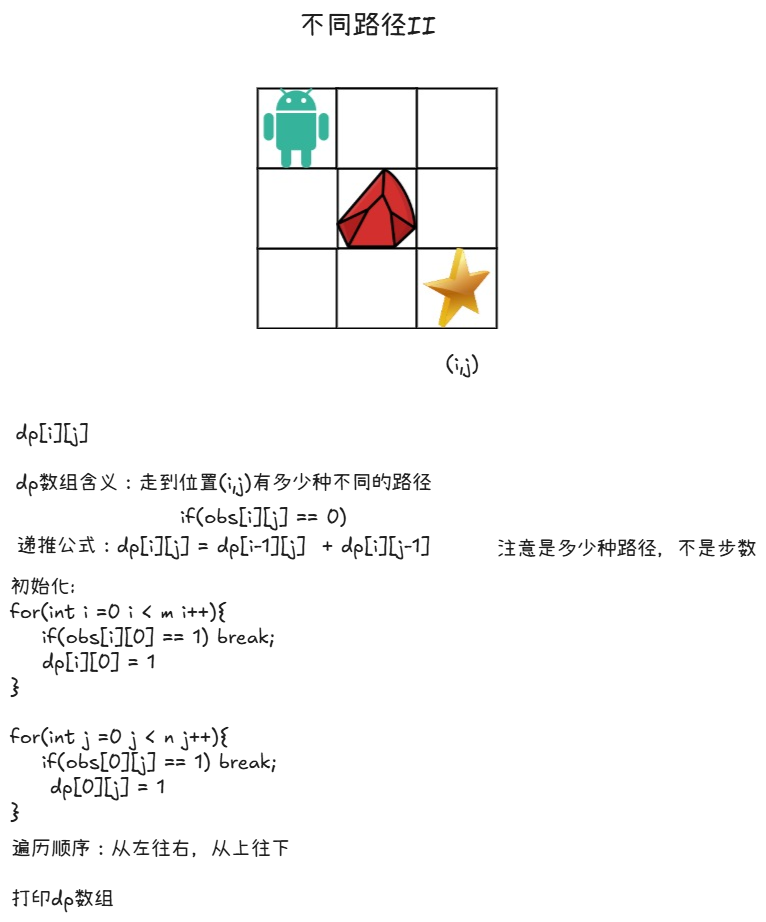 不同路径II
(i,j)
dp[i][j]
dp数组含义：走到位置(i,j)有多少种不同的路径
if(obs[i][j] == 0)
递推公式：dp[i][j] = dp[i-1][j] + dp[i][j-1]
注意是多少种路径，不是步数
初始化:
for(int i =0 i < m i++){
if(obs[i][0] == 1) break;
dp[i][0] = 1
}
for(int j =0 j < n j++){
if(obs[0][j] == 1) break;
dp[0][j] = 1
}
遍历顺序：从左往右，从上往下
打印dp数组